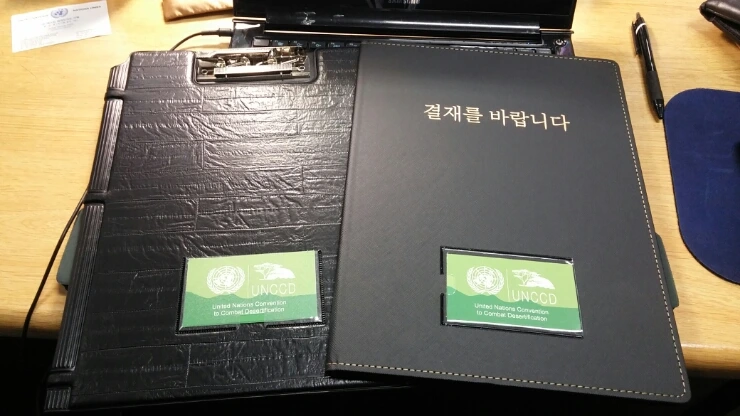 결재를 바랍니다
UNCCD
United Nations Convention
to Combat Desertification
UNCCD
United Nations Convention
to Combat Desertification